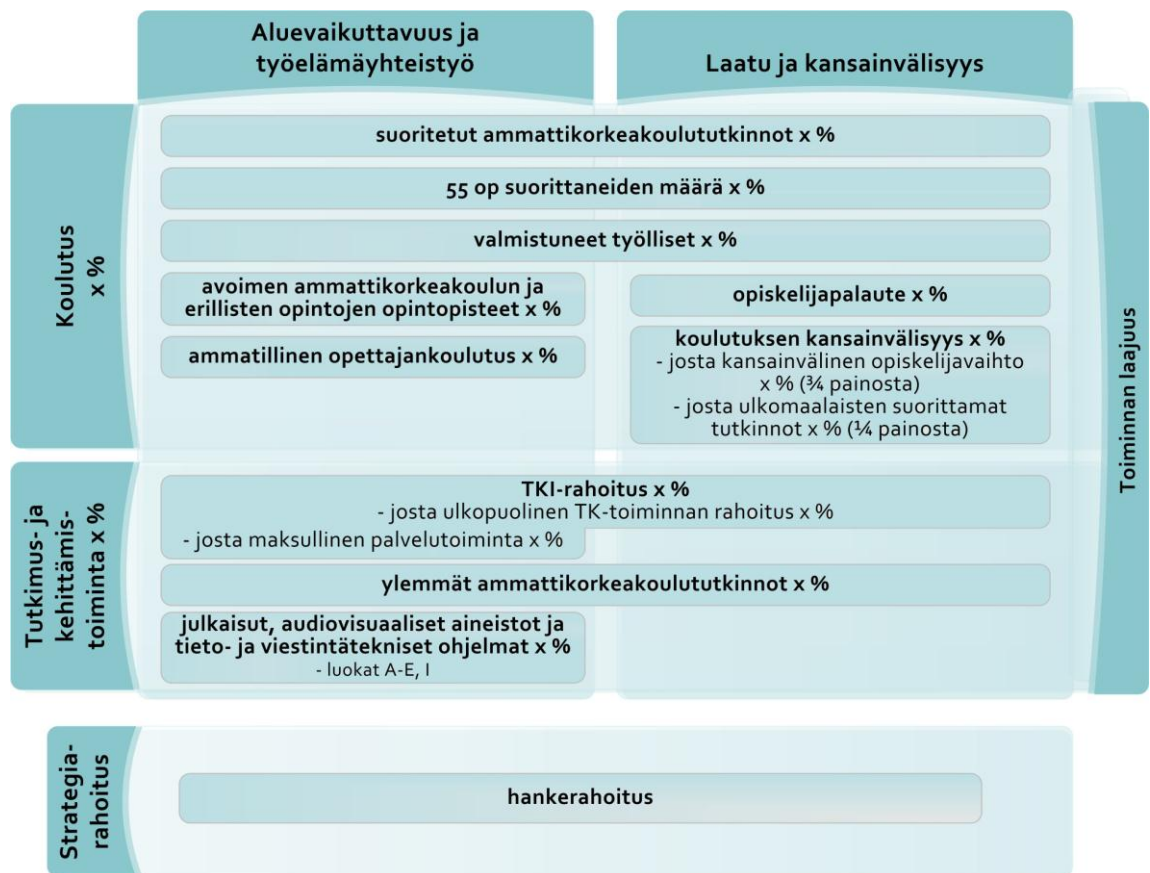 Aluevaikuttavuus ja
työelämäyhteistyö
Laatu ja kansainvälisyys
Koulutus
x %
suoritetut ammattikorkeakoulututkinnot x %
55 op suorittaneiden määrä x %
valmistuneet työlliset x %
avoimen ammattikorkeakoulun ja
erillisten opintojen opintopisteet x %
ammatillinen opettajankoulutus x %
opiskelijapalaute x %
koulutuksen kansainvälisyys x %
- josta kansainvälinen opiskelijavaihto
x % (¾ painosta)
- josta ulkomaalaisten suorittamat
tutkinnot x % (¼ painosta)
Toiminnan laajuus
Tutkimus- ja
kehittämis-
toiminta x %
TKI-rahoitus x %
- josta ulkopuolinen TK-toiminnan rahoitus x %
- josta maksullinen palvelutoiminta x %
ylemmät ammattikorkeakoulututkinnot x %
julkaisut, audiovisuaaliset aineistot ja
tieto- ja viestintätekniset ohjelmat x %
- luokat A-E, I
Strategia-
rahoitus
hankerahoitus